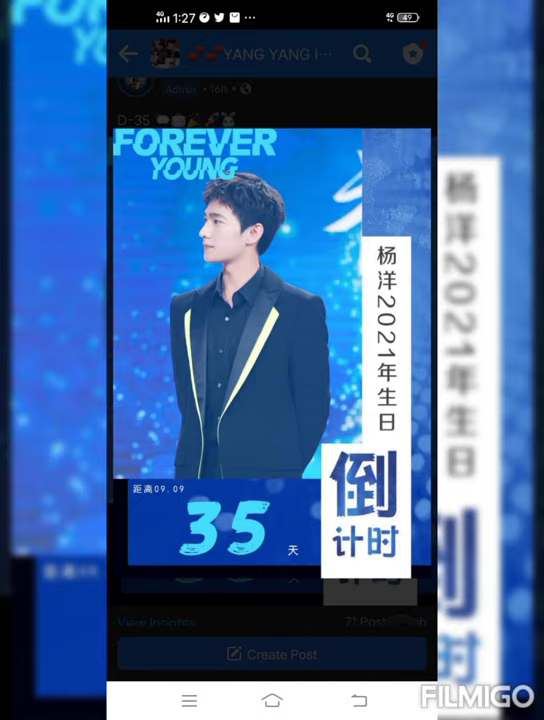 4G 1:27
4G 49
YANG YANG I...
Admin • 16h •
D-35
FOREVER
YOUNG
杨洋2021年生日
倒
计时
距离09.09
35
天
View Insights
71 Post
Create Post
FILMIGO